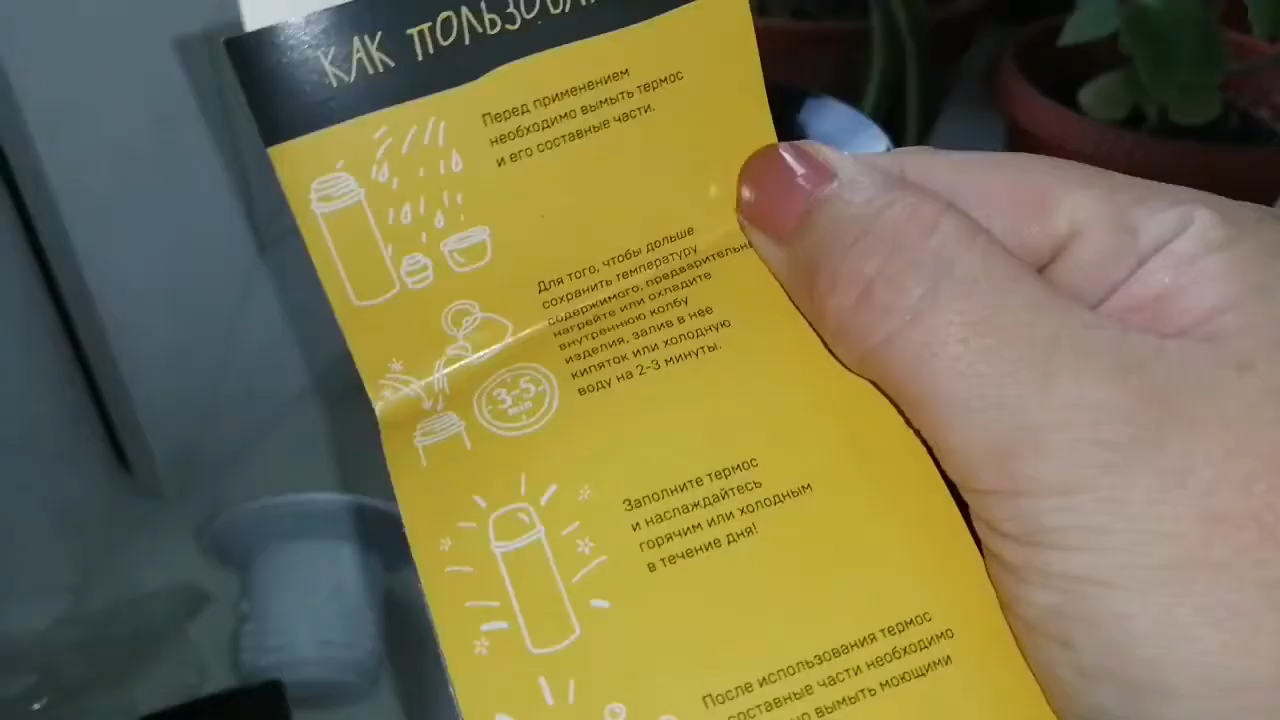 КАК ПОЛЬЗОВА
Перед применением
необходимо вымыть термос
и его составные части.
Для того, чтобы дольше
сохранить температуру
содержимого, предварительно
нагрейте или охладите
внутреннюю колбу
изделия, залив в нее
кипяток или холодную
воду на 2-3 минуты.
3-5
min
Заполните термос
и наслаждайтесь
горячим или холодным
в течение дня!
После использования термос
составные части необходимо
вымыть моющими